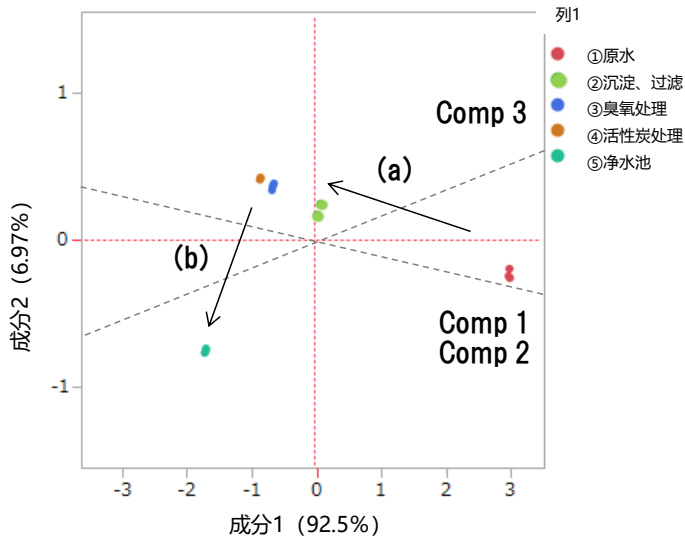 列1
①原水
②沉淀、过滤
③臭氧处理
④活性炭处理
⑤净水池
Comp 3
(a)
(b)
Comp 1
Comp 2
1
0
-1
成分2（6.97%）
-3 -2 -1 0 1 2 3
成分1（92.5%）